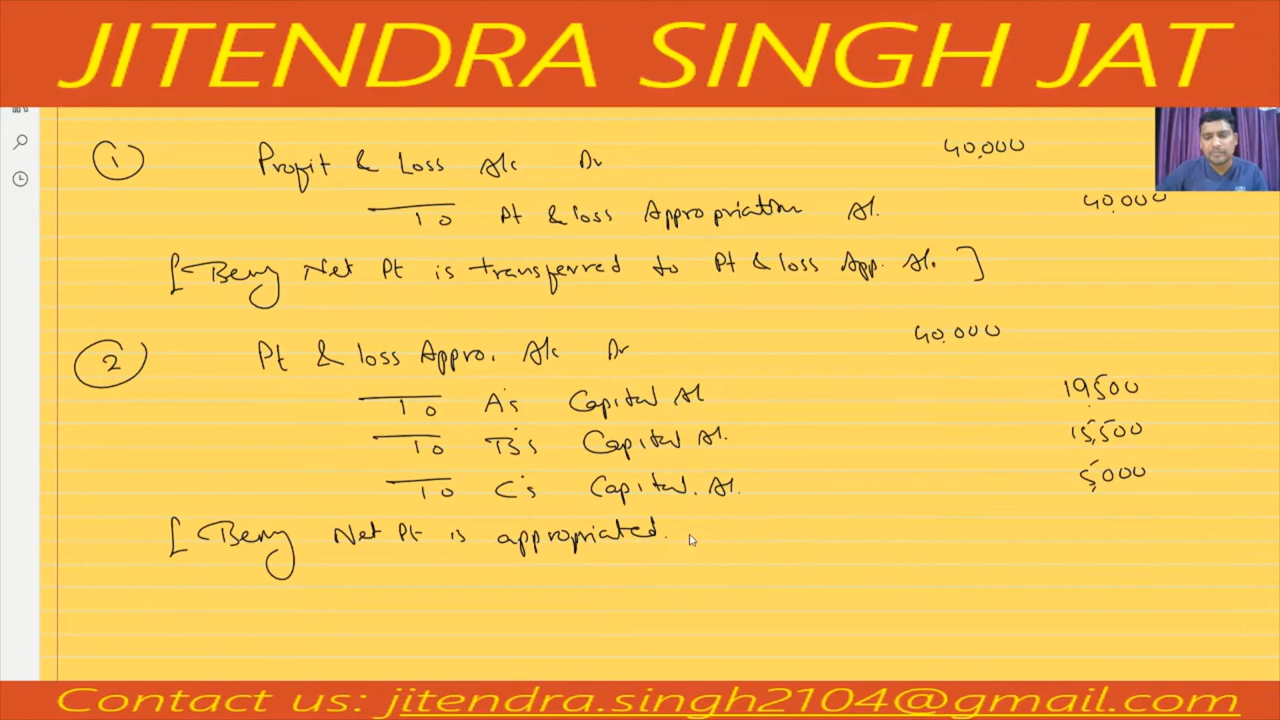 JITENDRA SINGH JAT
1 Profit & Loss A/c Dr 40,000
To Pt & loss Appropriation A/. 40,000
[ Being Net Pt is transferred to Pt & loss App. A/. ]
2 Pt & loss Appro. A/c Dr 40,000
To A's Capital A/ 19,500
To B's Capital A/. 15,500
To C's Capital. A/. 5,000
[ Being Net Pt is appropriated.
Contact us: jitendra.singh2104@gmail.com